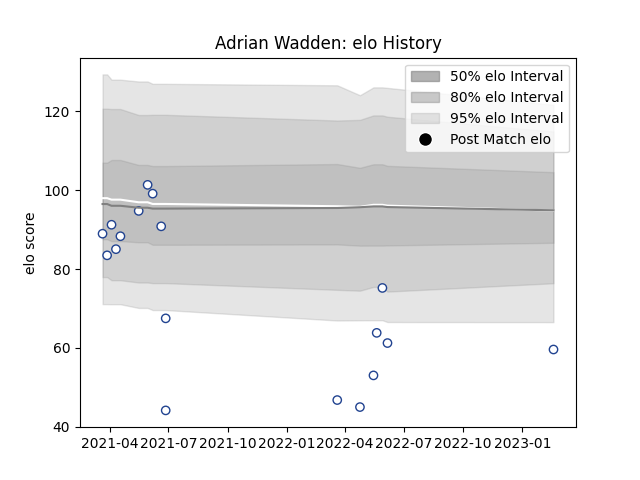 Adrian Wadden: elo History
50% elo Interval
80% elo Interval
95% elo Interval
Post Match elo
elo score
120
100
80
60
40
2021-04 2021-07 2021-10 2022-01 2022-04 2022-07 2022-10 2023-01